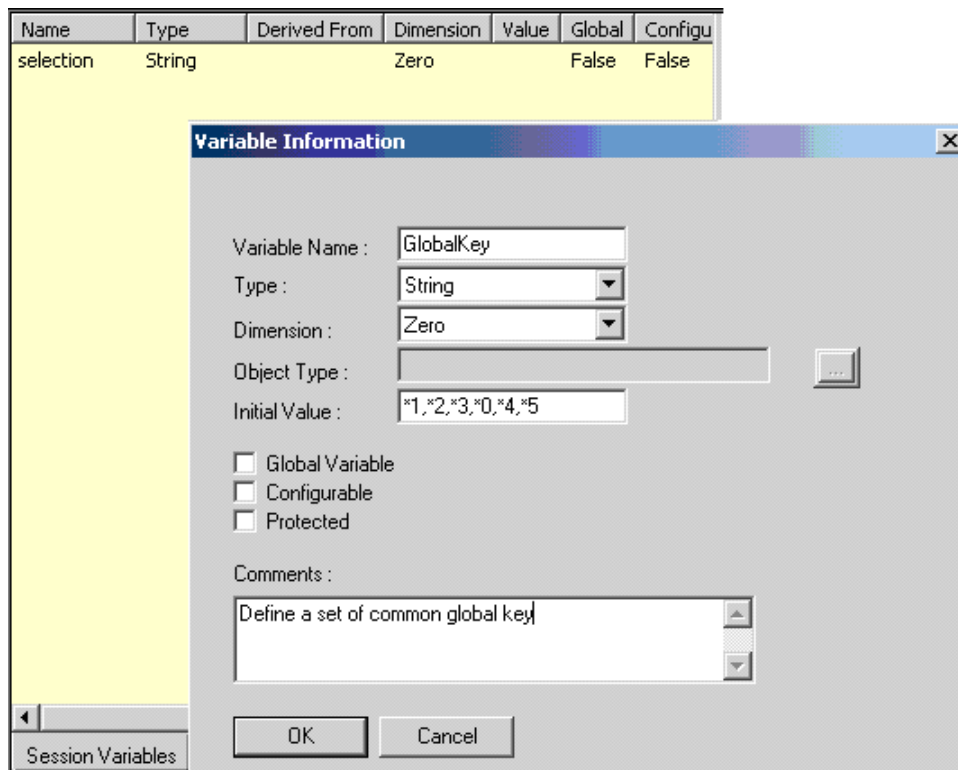 Name Type Derived From Dimension Value Global Configu
selection String Zero False False
Variable Information
Variable Name : GlobalKey
Type : String
Dimension : Zero
Object Type : ...
Initial Value : *1,*2,*3,*0,*4,*5
Global Variable
Configurable
Protected
Comments :
Define a set of common global key
OK Cancel
Session Variables